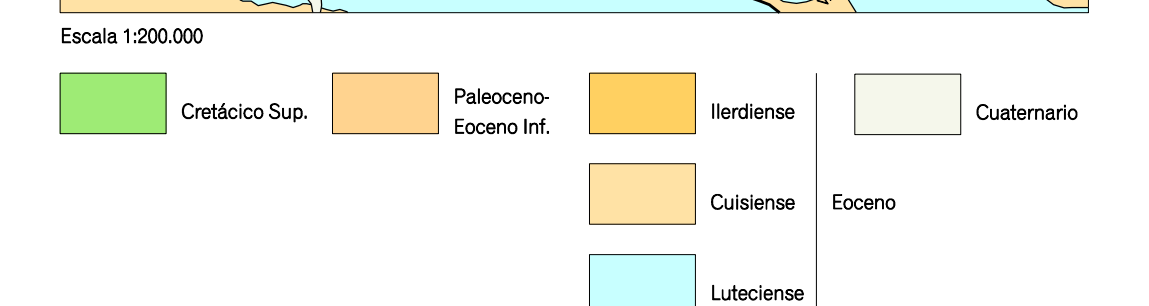 Escala 1:200.000
Cretácico Sup.
Paleoceno-
Eoceno Inf.
Ilerdiense
Cuaternario
Cuisiense
Eoceno
Luteciense